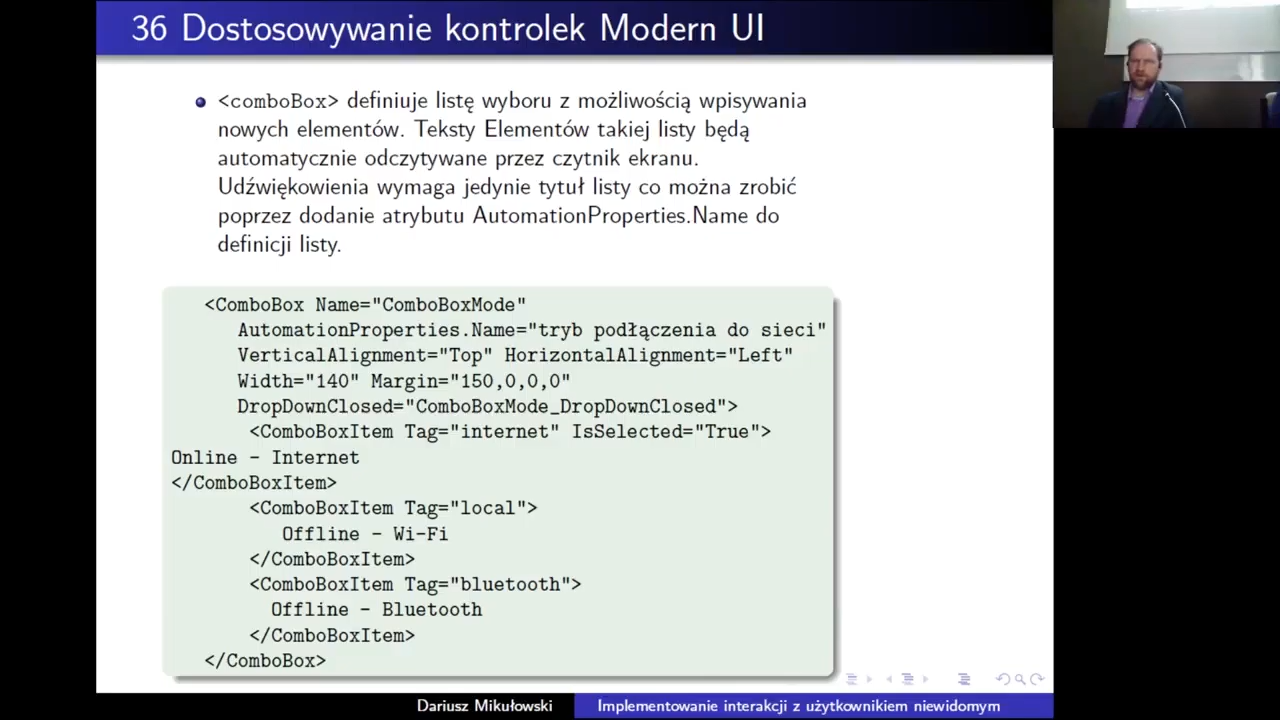 36 Dostosowywanie kontrolek Modern UI
<comboBox> definiuje listę wyboru z możliwością wpisywania
nowych elementów. Teksty Elementów takiej listy będą
automatycznie odczytywane przez czytnik ekranu.
Udźwiękowienia wymaga jedynie tytuł listy co można zrobić
poprzez dodanie atrybutu AutomationProperties.Name do
definicji listy.
<ComboBox Name="ComboBoxMode"
AutomationProperties.Name="tryb podłączenia do sieci"
VerticalAlignment="Top" HorizontalAlignment="Left"
Width="140" Margin="150,0,0,0"
DropDownClosed="ComboBoxMode_DropDownClosed">
<ComboBoxItem Tag="internet" IsSelected="True">
Online - Internet
</ComboBoxItem>
<ComboBoxItem Tag="local">
Offline - Wi-Fi
</ComboBoxItem>
<ComboBoxItem Tag="bluetooth">
Offline - Bluetooth
</ComboBoxItem>
</ComboBox>
Dariusz Mikułowski
Implementowanie interakcji z użytkownikiem niewidomym